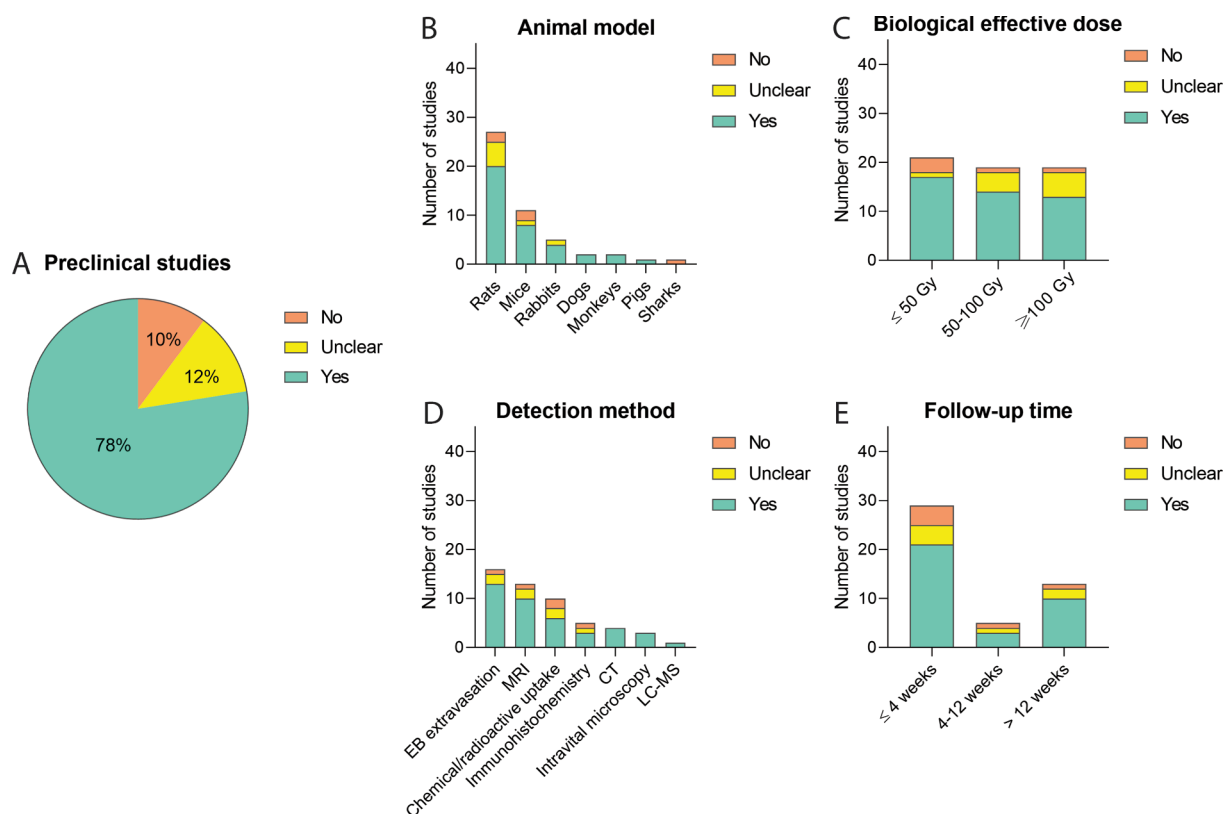 A Preclinical studies
10%
12%
78%
No
Unclear
Yes
B Animal model
Number of studies
40
30
20
10
0
Rats
Mice
Rabbits
Dogs
Monkeys
Pigs
Sharks
No
Unclear
Yes
C Biological effective dose
Number of studies
40
30
20
10
0
≤ 50 Gy
50-100 Gy
⩾100 Gy
No
Unclear
Yes
D Detection method
Number of studies
40
30
20
10
0
EB extravasation
MRI
Chemical/radioactive uptake
Immunohistochemistry
CT
Intravital microscopy
LC-MS
No
Unclear
Yes
E Follow-up time
Number of studies
40
30
20
10
0
≤ 4 weeks
4-12 weeks
> 12 weeks
No
Unclear
Yes